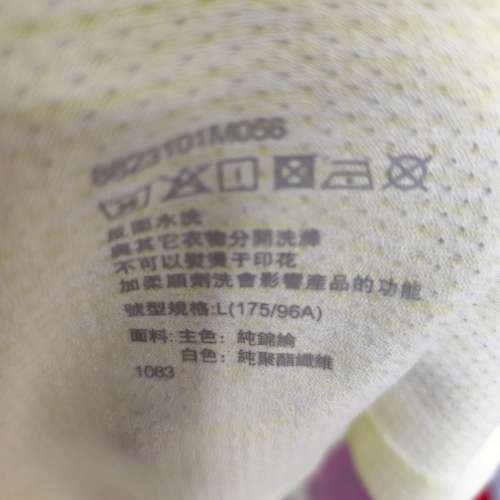 8823101M056
反面水洗
與其它衣物分開洗滌
不可以熨燙于印花
加柔順劑洗會影響產品的功能
號型規格:L(175/96A)
面料:主色：純錦綸
白色：純聚酯纖維
1083